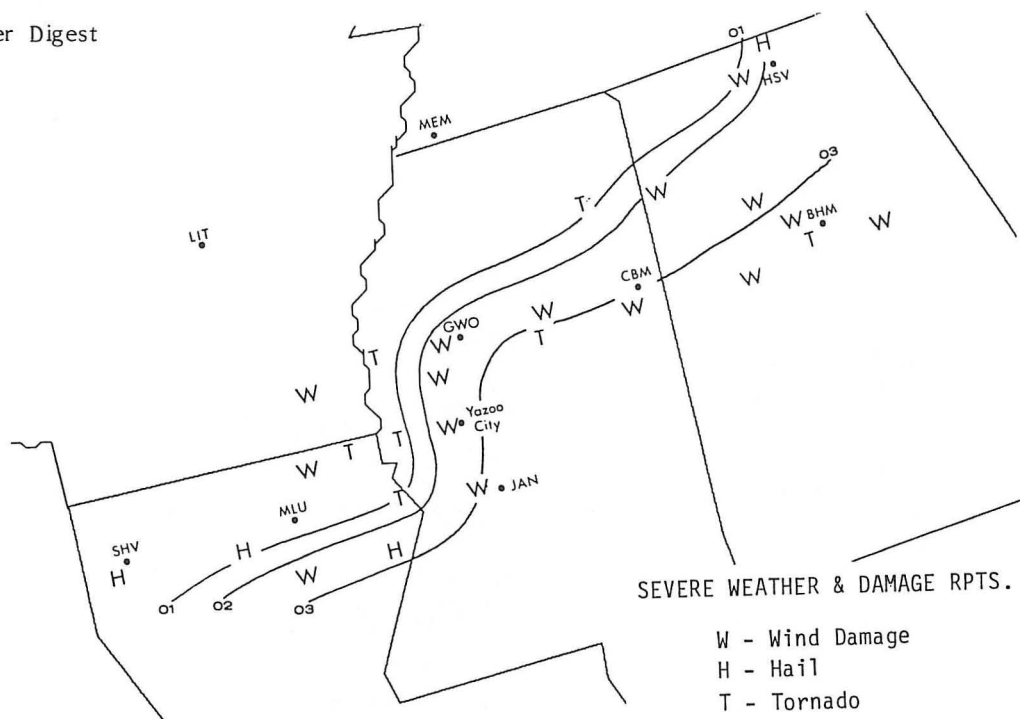 er Digest
01
H
W
HSV
MEM
03
T
W
W
W
BHM
W
T
LIT
CBM
W
W
W
GWO
W
T
T
W
W
Yazoo
City
W
T
T
W
W
JAN
T
MLU
H
H
SHV
H
W
01
02
03
SEVERE WEATHER & DAMAGE RPTS.
W - Wind Damage
H - Hail
T - Tornado